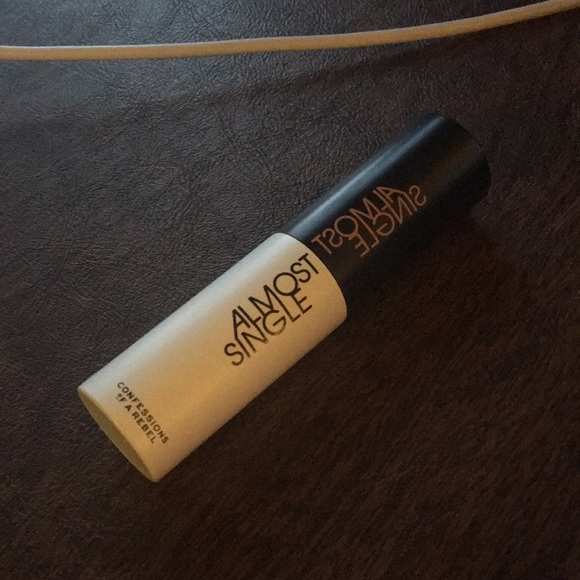 ALMOST
SINGLE
ALMOST
SINGLE
CONFESSIONS
OF A REBEL